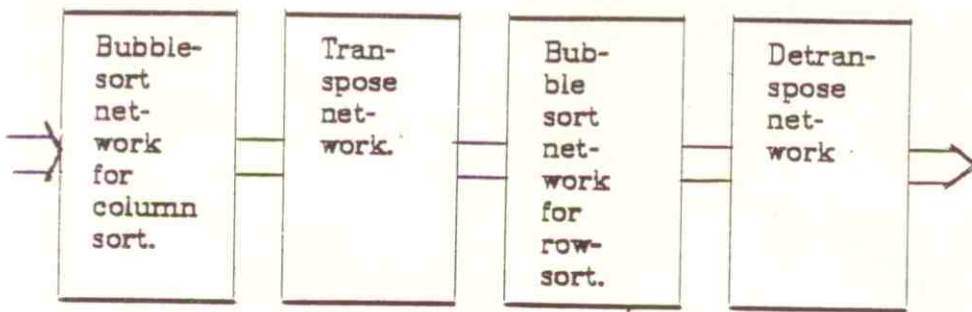 Bubble-
sort
net-
work
for
column
sort.
Tran-
spose
net-
work.
Bub-
ble
sort
net-
work
for
row-
sort.
Detran-
spose
net-
work